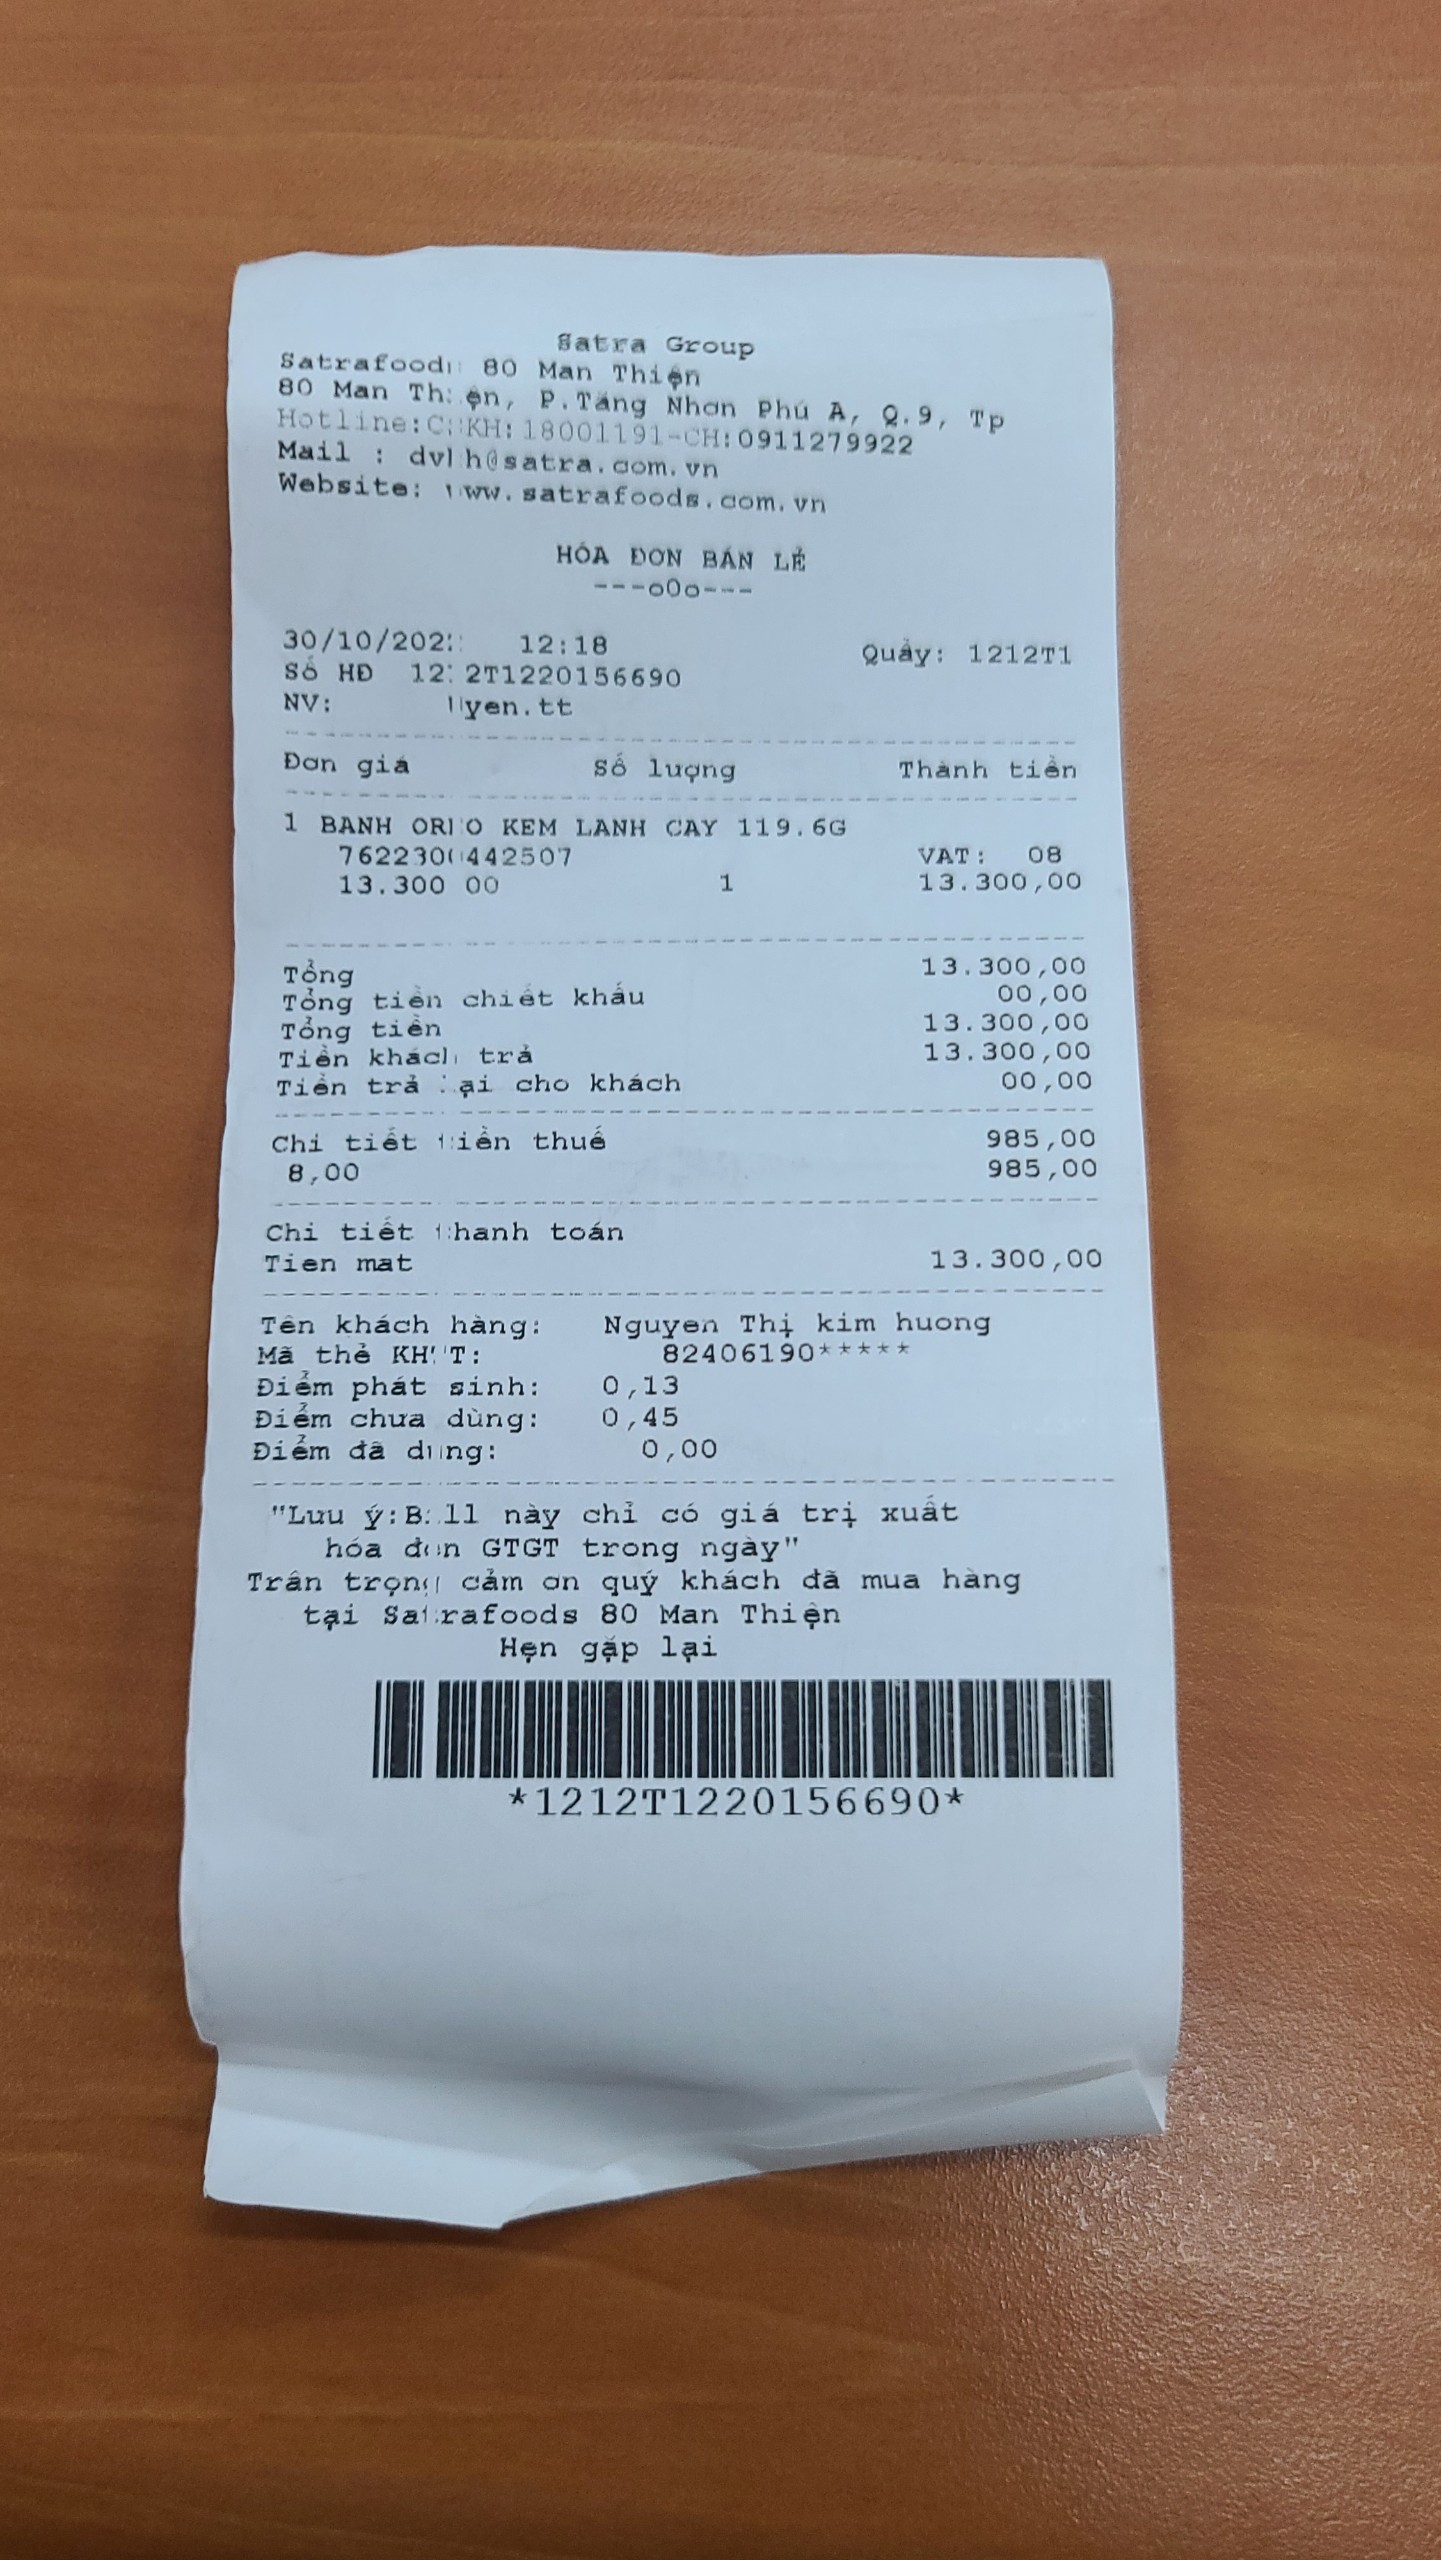 Satra Group
Satrafoods 80 Man Thiện
80 Man Thiện, P.Tăng Nhơn Phú A, Q.9, Tp
Hotline:CSKH:18001191-CH:0911279922
Mail : dvkh@satra.com.vn
Website: www.satrafoods.com.vn
HÓA ĐƠN BÁN LẺ
---o0o---
30/10/2022 12:18 Quầy: 1212T1
Số HĐ 1212T1220156690
NV: yen.tt
Đơn giá Số lượng Thành tiền
1 BANH OREO KEM LANH CAY 119.6G
7622300442507 VAT: 08
13.300,00 1 13.300,00
Tổng 13.300,00
Tổng tiền chiết khấu 00,00
Tổng tiền 13.300,00
Tiền khách trả 13.300,00
Tiền trả lại cho khách 00,00
Chi tiết tiền thuế 985,00
8,00 985,00
Chi tiết thanh toán
Tien mat 13.300,00
Tên khách hàng: Nguyen Thị kim huong
Mã thẻ KHTT: 82406190*****
Điểm phát sinh: 0,13
Điểm chưa dùng: 0,45
Điểm đã dùng: 0,00
"Lưu ý:Bill này chỉ có giá trị xuất
hóa đơn GTGT trong ngày"
Trân trọng cảm ơn quý khách đã mua hàng
tại Satrafoods 80 Man Thiện
Hẹn gặp lại
*1212T1220156690*